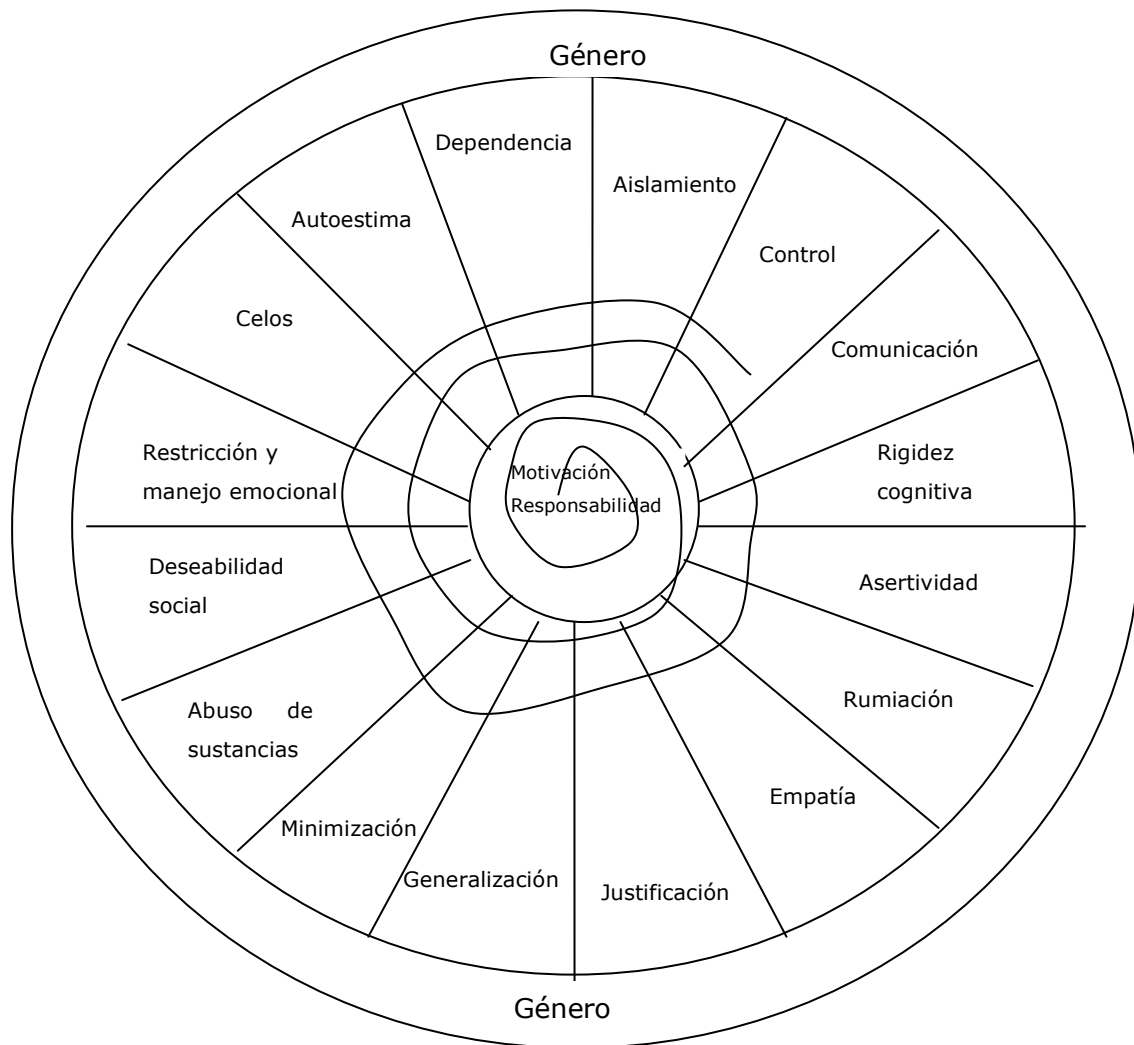 Género
Dependencia
Aislamiento
Autoestima
Control
Celos
Comunicación
Restricción y
manejo emocional
Motivación
Responsabilidad
Rigidez
cognitiva
Deseabilidad
social
Asertividad
Abuso de
sustancias
Rumiación
Empatía
Minimización
Generalización
Justificación
Género